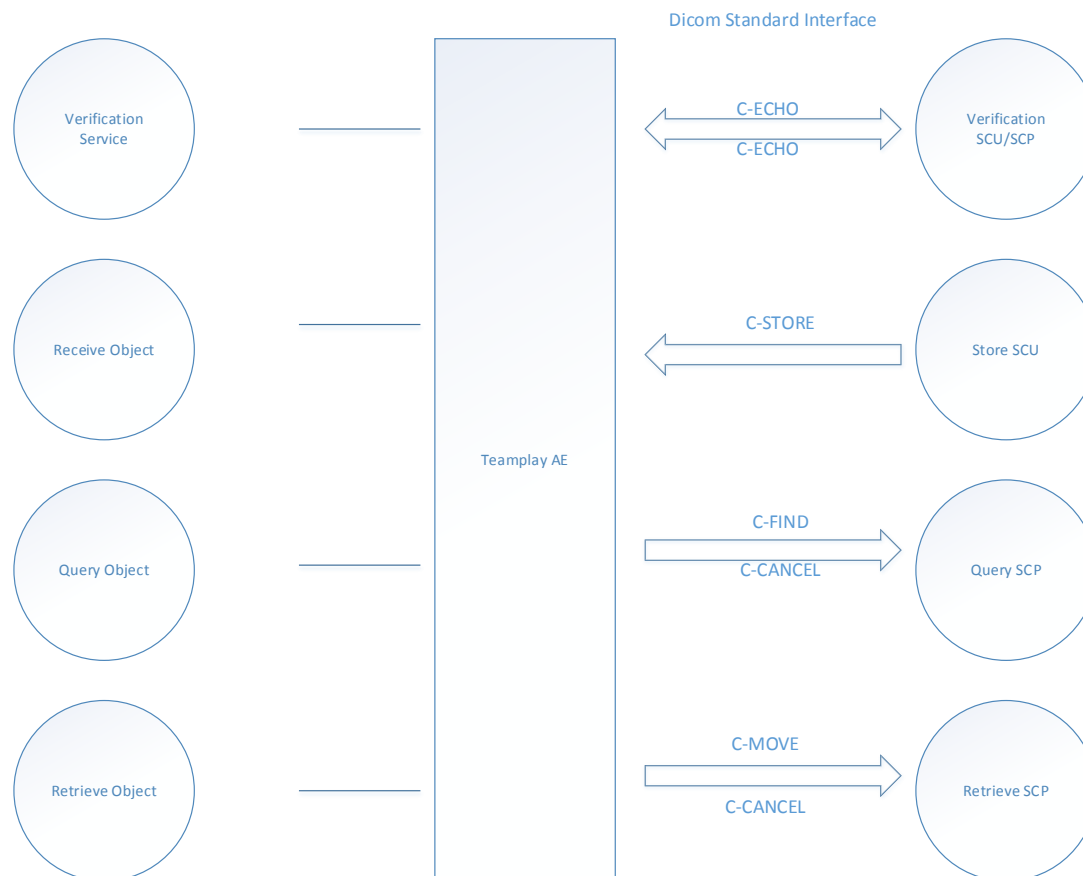 Dicom Standard Interface
Verification
Service
C-ECHO
C-ECHO
Verification
SCU/SCP
Receive Object
C-STORE
Store SCU
Teamplay AE
Query Object
C-FIND
C-CANCEL
Query SCP
Retrieve Object
C-MOVE
C-CANCEL
Retrieve SCP